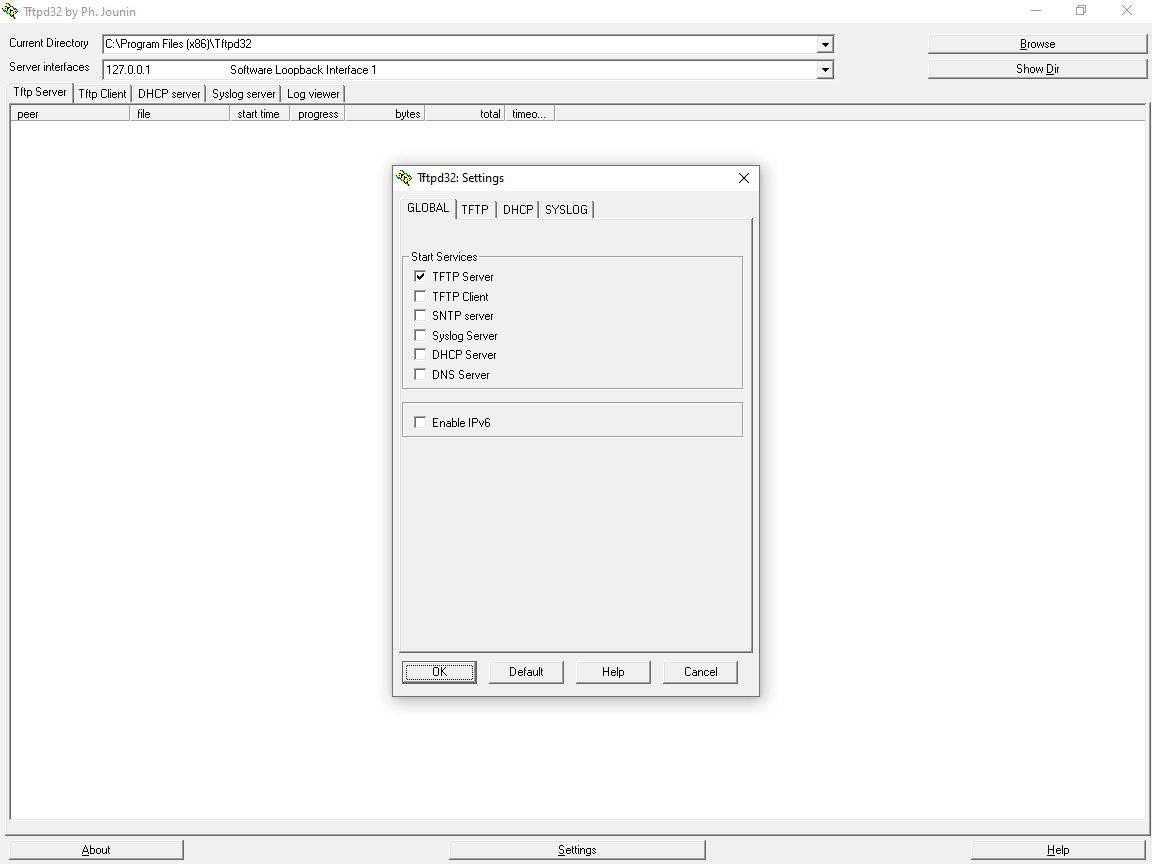 Tftpd32 by Ph. Jounin
Current Directory C:\Program Files (x86)\Tftpd32 Browse
Server interfaces 127.0.0.1 Software Loopback Interface 1 Show Dir
Tftp Server Tftp Client DHCP server Syslog server Log viewer
peer file start time progress bytes total timeo...
Tftpd32: Settings
GLOBAL TFTP DHCP SYSLOG
Start Services
TFTP Server
TFTP Client
SNTP server
Syslog Server
DHCP Server
DNS Server
Enable IPv6
OK Default Help Cancel
About Settings Help